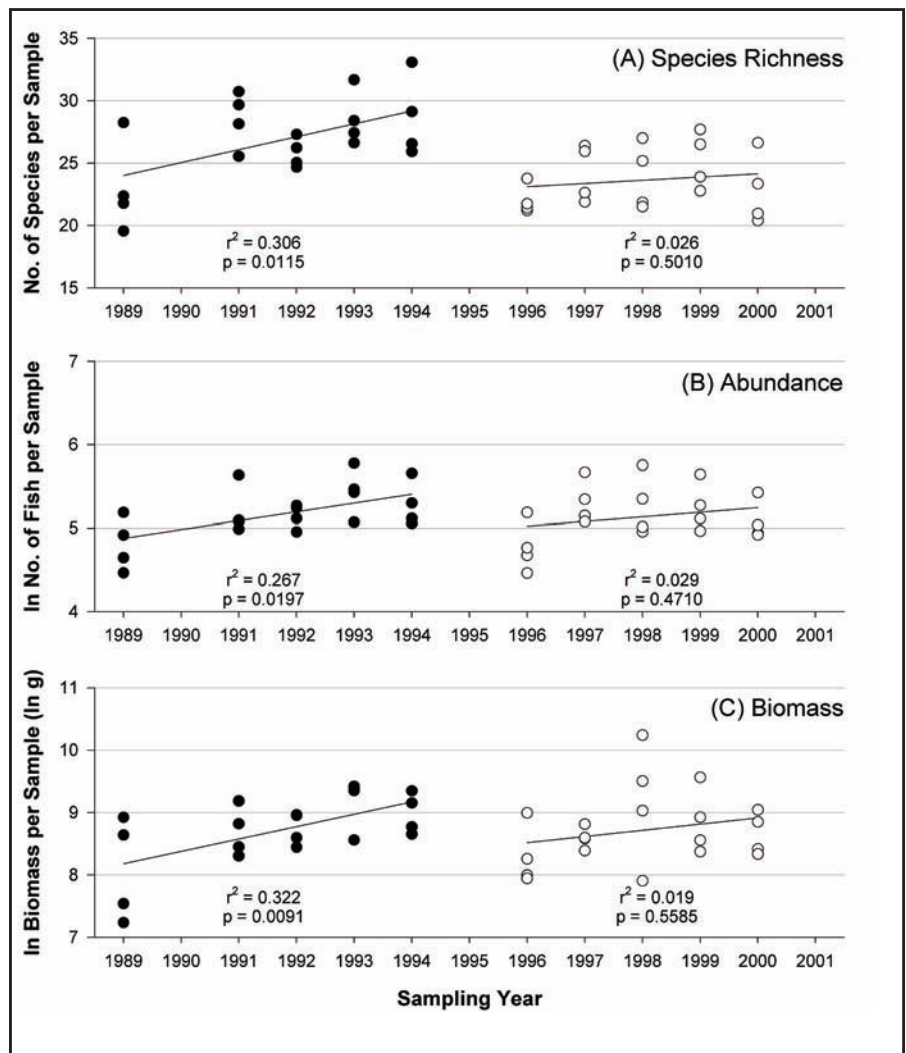 (A) Species Richness
No. of Species per Sample
35
30
25
20
15
r² = 0.306
p = 0.0115
r² = 0.026
p = 0.5010
1989 1990 1991 1992 1993 1994 1995 1996 1997 1998 1999 2000 2001
(B) Abundance
ln No. of Fish per Sample
7
6
5
4
r² = 0.267
p = 0.0197
r² = 0.029
p = 0.4710
1989 1990 1991 1992 1993 1994 1995 1996 1997 1998 1999 2000 2001
(C) Biomass
ln Biomass per Sample (ln g)
11
10
9
8
7
r² = 0.322
p = 0.0091
r² = 0.019
p = 0.5585
1989 1990 1991 1992 1993 1994 1995 1996 1997 1998 1999 2000 2001
Sampling Year